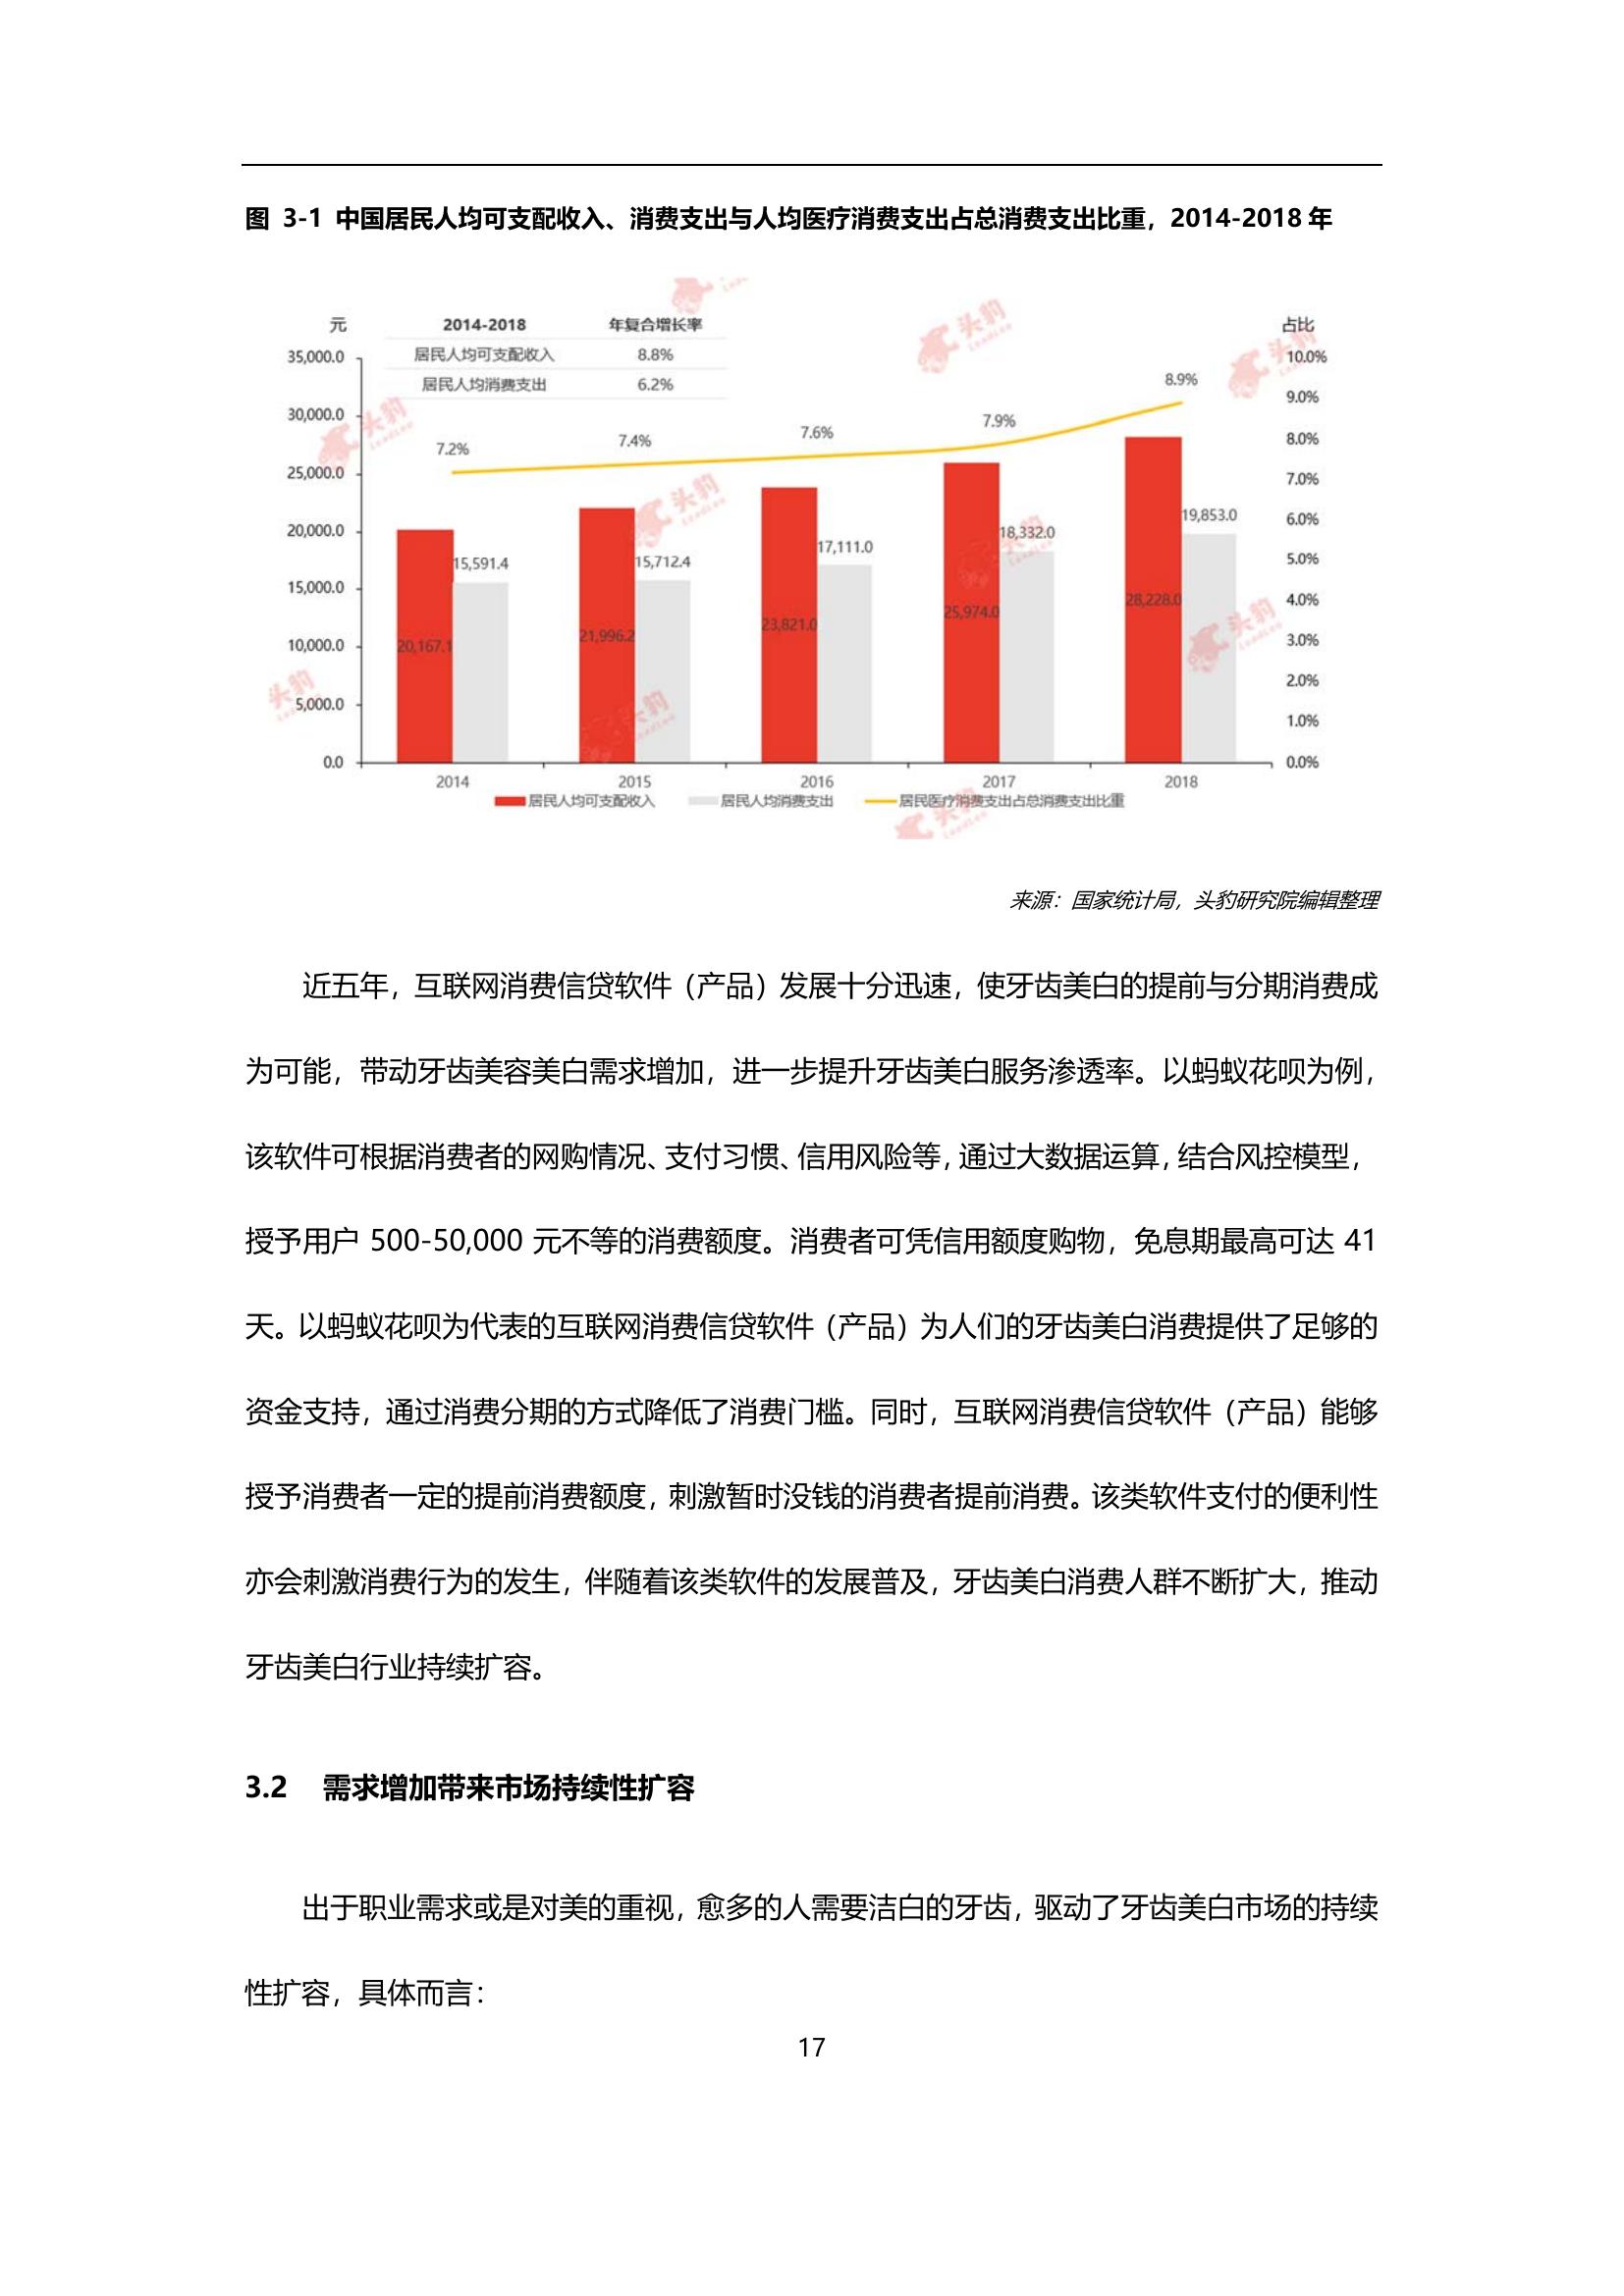 图 3-1 中国居民人均可支配收入、消费支出与人均医疗消费支出占总消费支出比重，2014-2018 年
元 2014-2018 年复合增长率 占比
居民人均可支配收入 8.8%
居民人均消费支出 6.2%
35,000.0
30,000.0
25,000.0
20,000.0
15,000.0
10,000.0
5,000.0
0.0
10.0%
9.0%
8.0%
7.0%
6.0%
5.0%
4.0%
3.0%
2.0%
1.0%
0.0%
7.2% 7.4% 7.6% 7.9% 8.9%
15,591.4 15,712.4 17,111.0 18,332.0 19,853.0
20,167.1 21,996.2 23,821.0 25,974.0 28,228.0
2014 2015 2016 2017 2018
居民人均可支配收入 居民人均消费支出 居民医疗消费支出占总消费支出比重
头豹
LeadLeo
来源：国家统计局，头豹研究院编辑整理
近五年，互联网消费信贷软件（产品）发展十分迅速，使牙齿美白的提前与分期消费成
为可能，带动牙齿美容美白需求增加，进一步提升牙齿美白服务渗透率。以蚂蚁花呗为例，
该软件可根据消费者的网购情况、支付习惯、信用风险等，通过大数据运算，结合风控模型，
授予用户 500-50,000 元不等的消费额度。消费者可凭信用额度购物，免息期最高可达 41
天。以蚂蚁花呗为代表的互联网消费信贷软件（产品）为人们的牙齿美白消费提供了足够的
资金支持，通过消费分期的方式降低了消费门槛。同时，互联网消费信贷软件（产品）能够
授予消费者一定的提前消费额度，刺激暂时没钱的消费者提前消费。该类软件支付的便利性
亦会刺激消费行为的发生，伴随着该类软件的发展普及，牙齿美白消费人群不断扩大，推动
牙齿美白行业持续扩容。
3.2 需求增加带来市场持续性扩容
出于职业需求或是对美的重视，愈多的人需要洁白的牙齿，驱动了牙齿美白市场的持续
性扩容，具体而言：
17